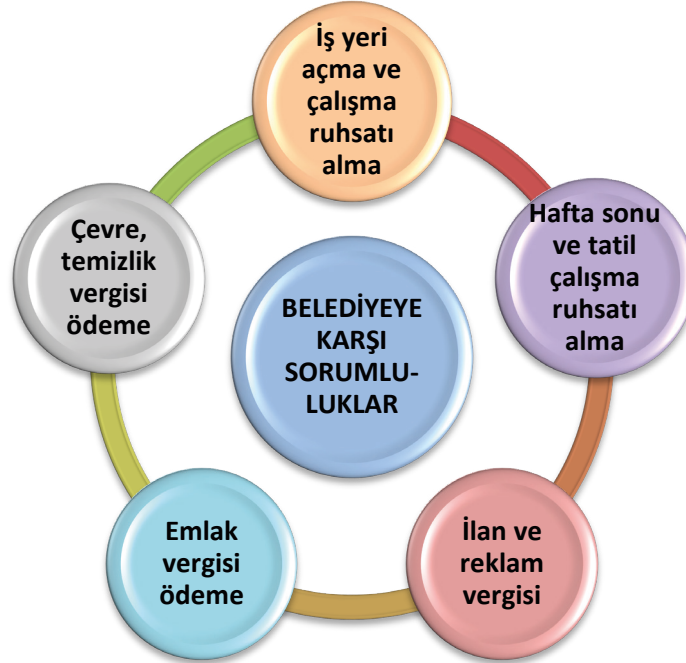 İş yeri
açma ve
çalışma
ruhsatı
alma
Hafta sonu
ve tatil
çalışma
ruhsatı
alma
İlan ve
reklam
vergisi
Emlak
vergisi
ödeme
Çevre,
temizlik
vergisi
ödeme
BELEDİYEYE
KARŞI
SORUMLU-
LUKLAR